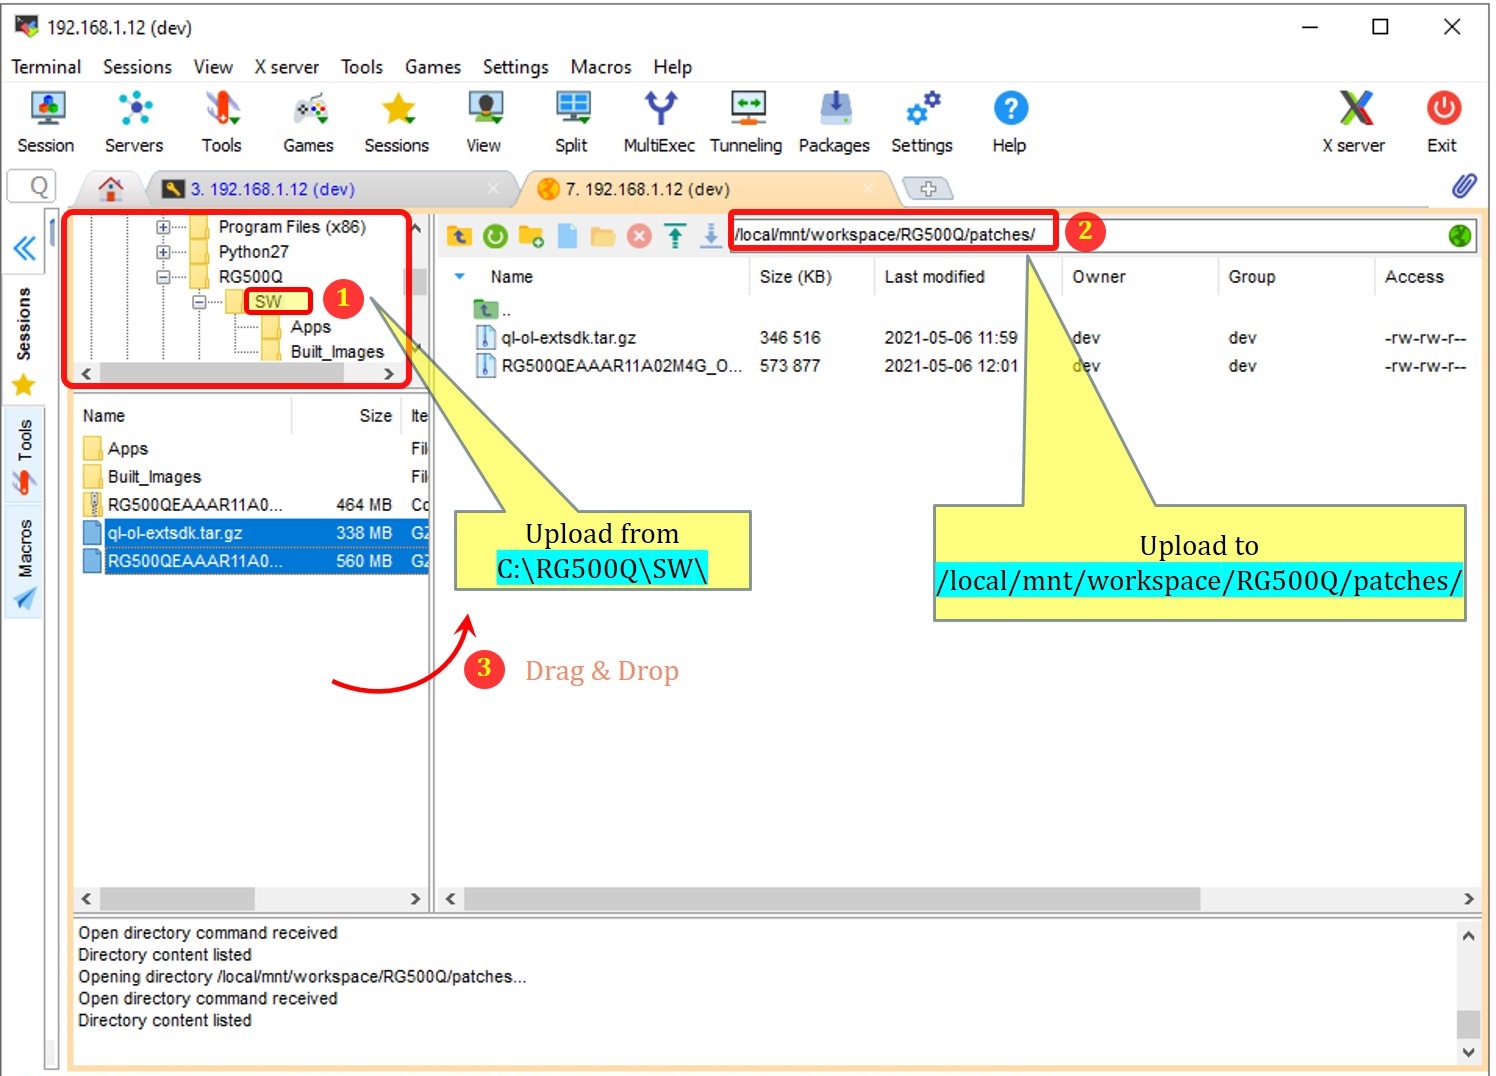 192.168.1.12 (dev)
Terminal Sessions View X server Tools Games Settings Macros Help
Session Servers Tools Games Sessions View Split MultiExec Tunneling Packages Settings Help X server Exit
3. 192.168.1.12 (dev) 7. 192.168.1.12 (dev)
Sessions
Tools
Macros
Program Files (x86)
Python27
RG500Q
SW
1
Apps
Built_Images
/local/mnt/workspace/RG500Q/patches/
2
Name Size (KB) Last modified Owner Group Access
..
ql-ol-extsdk.tar.gz 346 516 2021-05-06 11:59 dev dev -rw-rw-r--
RG500QEAAAR11A02M4G_O... 573 877 2021-05-06 12:01 dev dev -rw-rw-r--
Name Size Ite
Apps Fil
Built_Images Fil
RG500QEAAAR11A0... 464 MB Co
ql-ol-extsdk.tar.gz 338 MB GZ
RG500QEAAAR11A0... 560 MB GZ
Upload from
C:\RG500Q\SW\
Upload to
/local/mnt/workspace/RG500Q/patches/
3
Drag & Drop
Open directory command received
Directory content listed
Opening directory /local/mnt/workspace/RG500Q/patches...
Open directory command received
Directory content listed